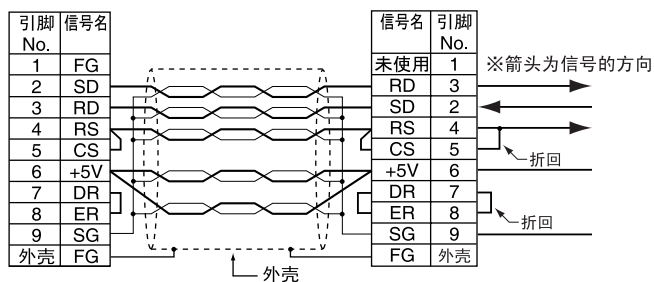 引脚 No. 信号名
1 FG
2 SD
3 RD
4 RS
5 CS
6 +5V
7 DR
8 ER
9 SG
外壳 FG
外壳
信号名 引脚 No.
未使用 1
RD 3
SD 2
RS 4
CS 5
+5V 6
DR 7
ER 8
SG 9
FG 外壳
※箭头为信号的方向
折回
折回